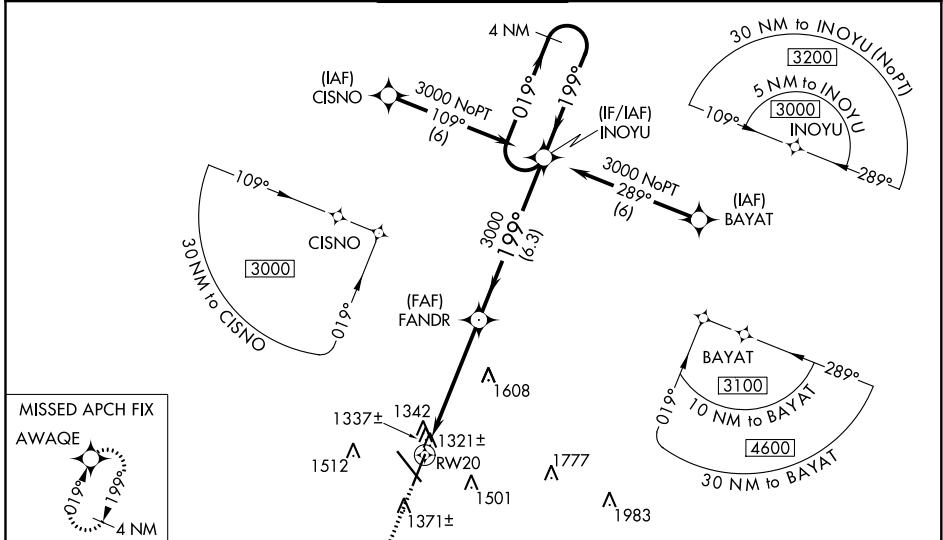 4 NM
30 NM to INOYU (NoPT)
3200
5 NM to INOYU
3000
INOYU
109°
289°
(IAF)
CISNO
3000 NoPT
109°
(6)
019°
199°
(IF/IAF)
INOYU
3000 NoPT
289°
(6)
(IAF)
BAYAT
109°
CISNO
3000
30 NM to CISNO
019°
3000
199°
(6.3)
(FAF)
FANDR
BAYAT
289°
3100
10 NM to BAYAT
4600
30 NM to BAYAT
019°
1608
1337±
1342
1321±
RW20
1512
1501
1777
1371±
1983
MISSED APCH FIX
AWAQE
019°
199°
4 NM